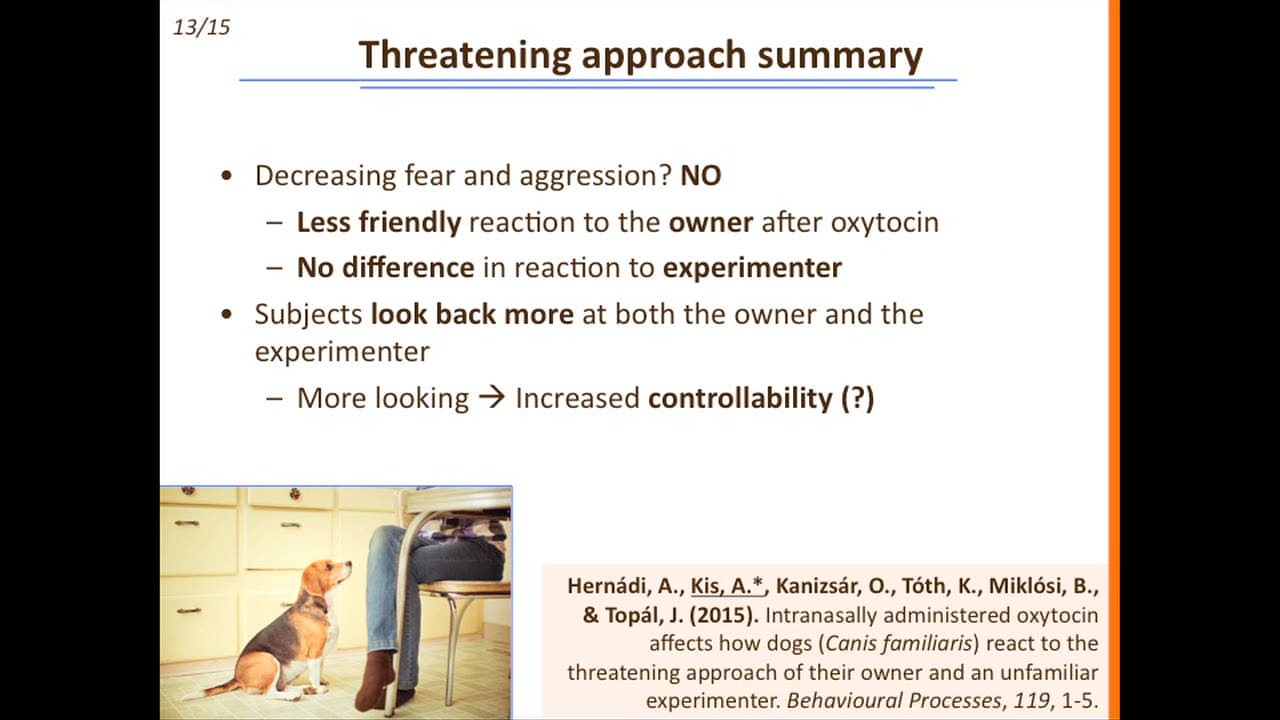 13/15
Threatening approach summary
• Decreasing fear and aggression? NO
– Less friendly reaction to the owner after oxytocin
– No difference in reaction to experimenter
• Subjects look back more at both the owner and the
experimenter
– More looking → Increased controllability (?)
Hernádi, A., Kis, A.*, Kanizsár, O., Tóth, K., Miklósi, B.,
& Topál, J. (2015). Intranasally administered oxytocin
affects how dogs (Canis familiaris) react to the
threatening approach of their owner and an unfamiliar
experimenter. Behavioural Processes, 119, 1-5.